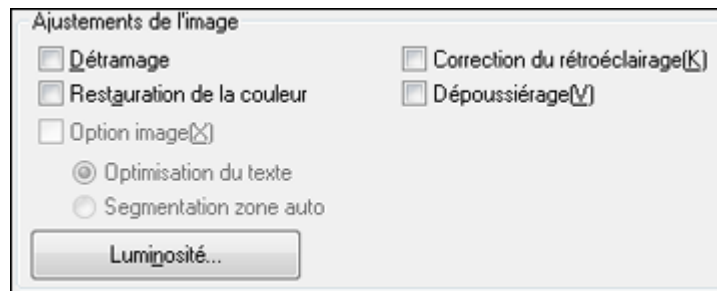 Ajustements de l'image
Détramage
Correction du rétroéclairage(K)
Restauration de la couleur
Dépoussiérage(V)
Option image(X)
Optimisation du texte
Segmentation zone auto
Luminosité...